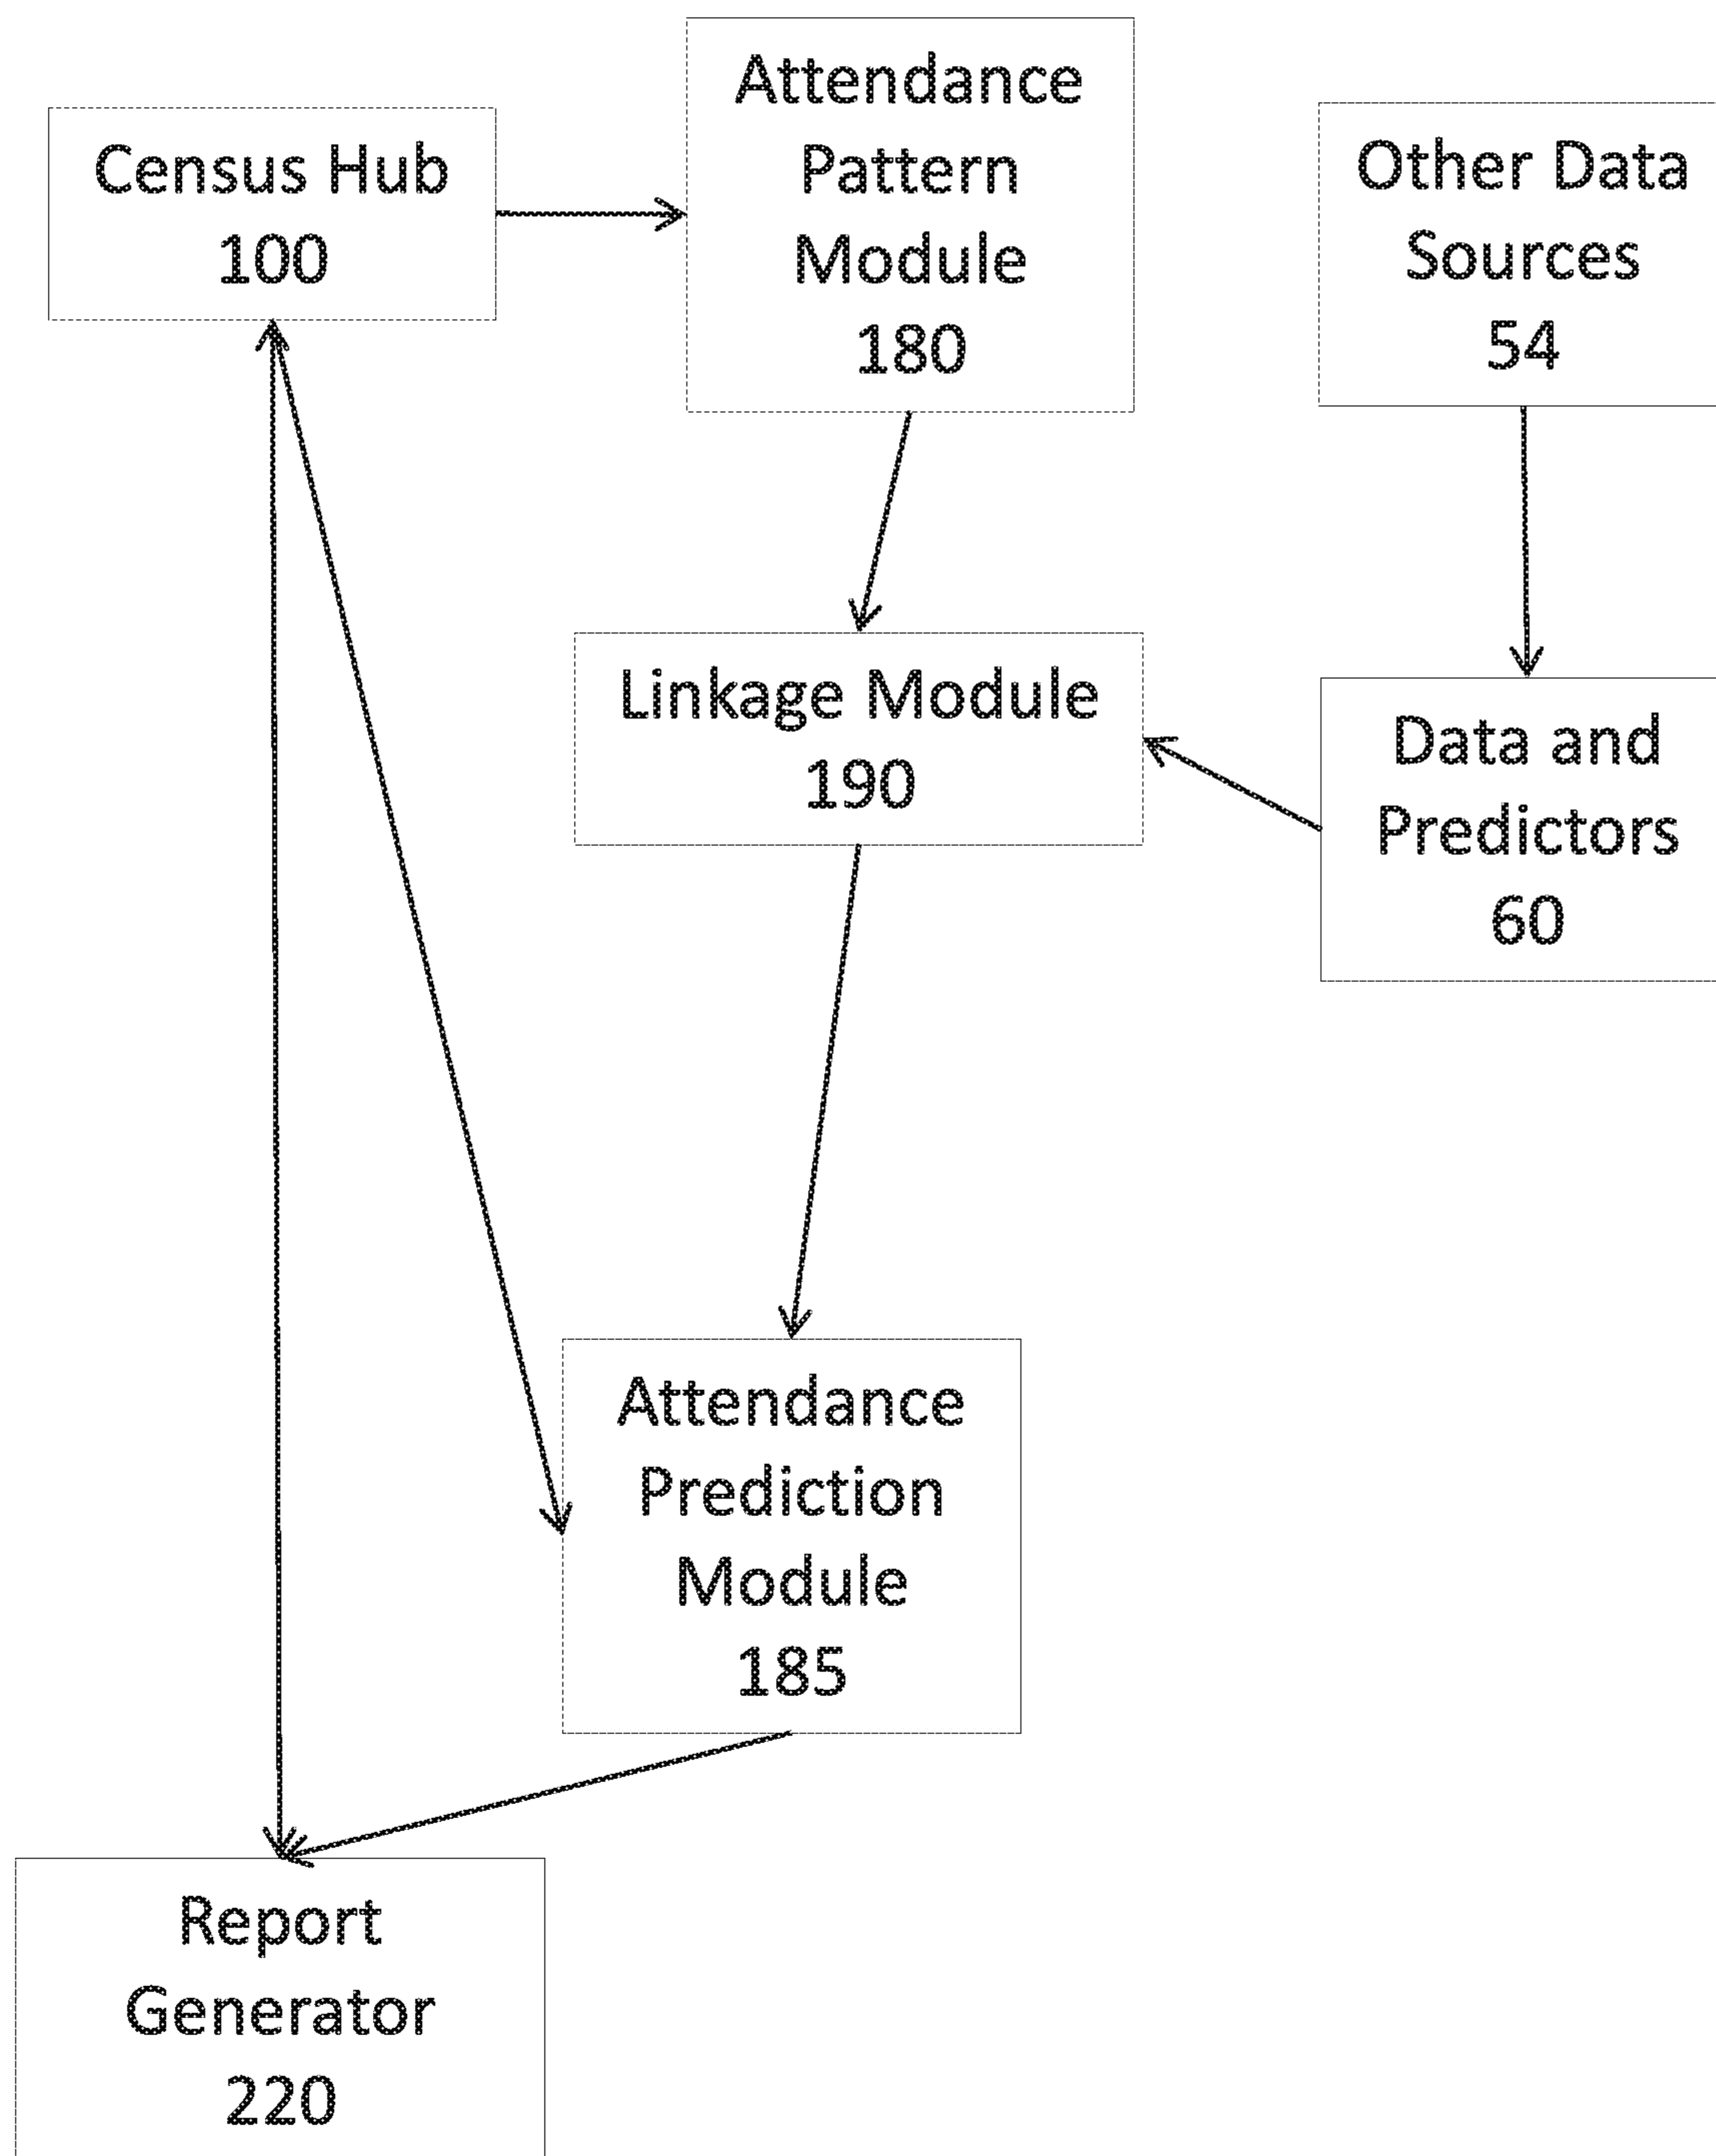 Census Hub
100
Attendance
Pattern
Module
180
Other Data
Sources
54
Linkage Module
190
Data and
Predictors
60
Attendance
Prediction
Module
185
Report
Generator
220